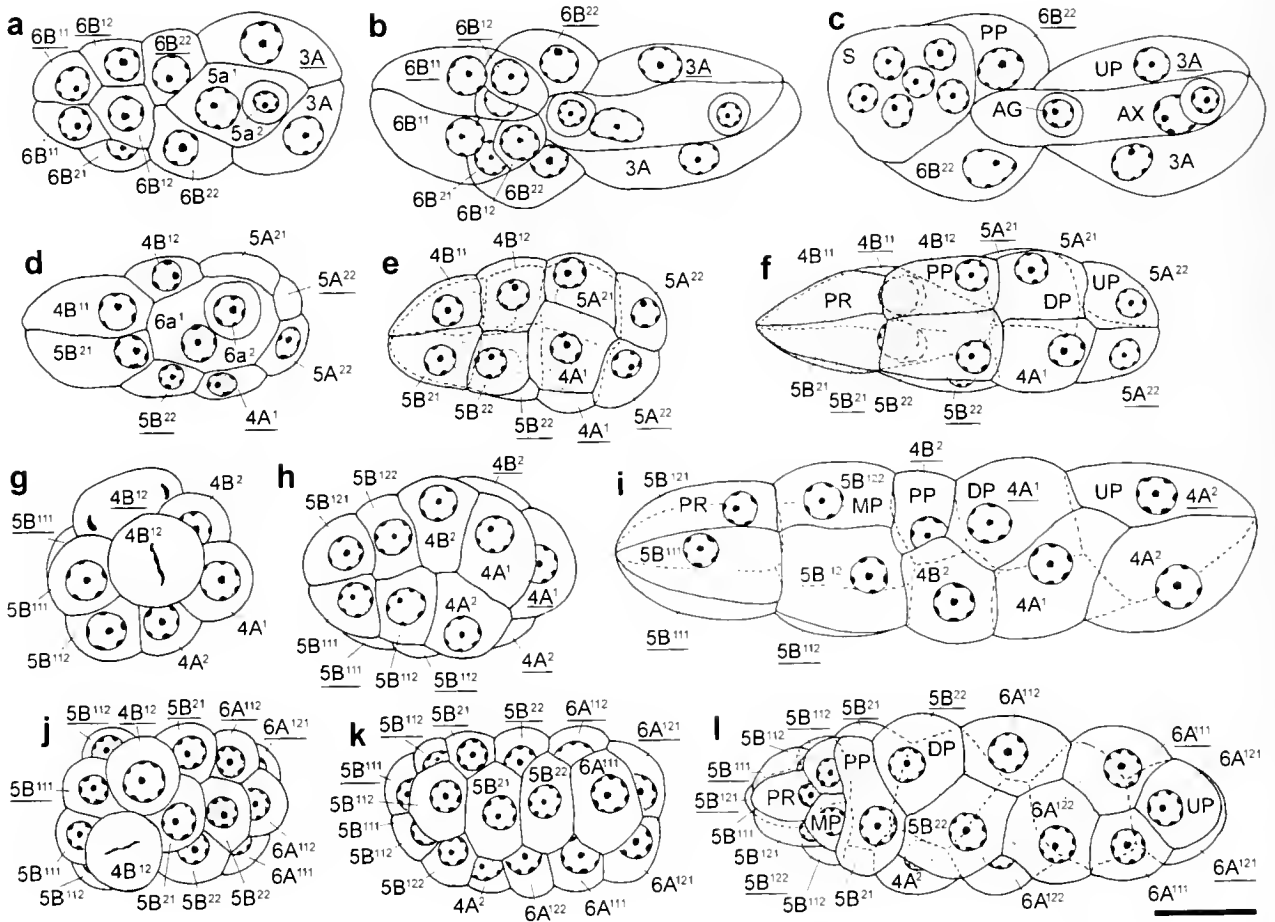 a
6B¹¹ 6B¹² 6B²² 3A
5a¹
5a² 3A
6B¹¹ 6B²¹ 6B¹² 6B²²
b
6B¹² 6B²²
6B¹¹ 3A
6B¹¹
6B²¹ 6B¹² 6B²² 3A
c
6B²²
S PP UP 3A
AG AX
6B²² 3A
d
4B¹² 5A²¹
4B¹¹ 5A²²
6a¹
5B²¹ 6a²
5B²² 4A¹ 5A²²
e
4B¹¹ 4B¹²
5A²¹ 5A²²
4A¹
5B²¹ 5B²² 5B²² 4A¹ 5A²²
f
4B¹¹ 4B¹¹ 4B¹² 5A²¹ 5A²¹
PR PP DP UP 5A²²
5B²¹ 5B²¹ 5B²² 5B²² 4A¹ 5A²²
g
4B¹² 4B²
5B¹¹¹ 4B¹²
5B¹¹¹
4A¹
5B¹¹² 4A²
h
5B¹²¹ 5B¹²² 4B²
4B²
4A¹
4A² 4A¹
5B¹¹¹ 5B¹¹¹ 5B¹¹² 5B¹¹² 4A²
i
5B¹²¹ 5B¹²² 4B²
PR MP PP DP 4A¹ UP 4A²
5B¹¹¹ 5B¹² 4B² 4A¹ 4A²
5B¹¹¹ 5B¹¹²
j
5B¹¹² 4B¹² 5B²¹ 6A¹¹² 6A¹²¹
5B¹¹¹
5B¹¹¹ 5B¹¹² 4B¹² 5B²¹ 5B²² 5B²² 6A¹¹¹ 6A¹²¹
k
5B¹¹² 5B²¹ 5B²² 6A¹¹² 6A¹²¹
5B¹¹¹
5B¹¹² 5B²¹ 5B²² 6A¹¹¹
5B¹¹¹
5B¹²² 4A² 6A¹²² 6A¹¹¹ 6A¹²¹
l
5B¹¹² 5B²¹ 5B²² 6A¹¹²
5B¹¹² PP DP 6A¹¹¹ 6A¹²¹
5B¹¹¹
5B¹²¹ PR MP 5B²² 6A¹²² UP
5B¹¹¹
5B¹²¹
5B¹²²
5B¹¹² 5B²¹ 4A² 6A¹²² 6A¹¹¹ 6A¹²¹